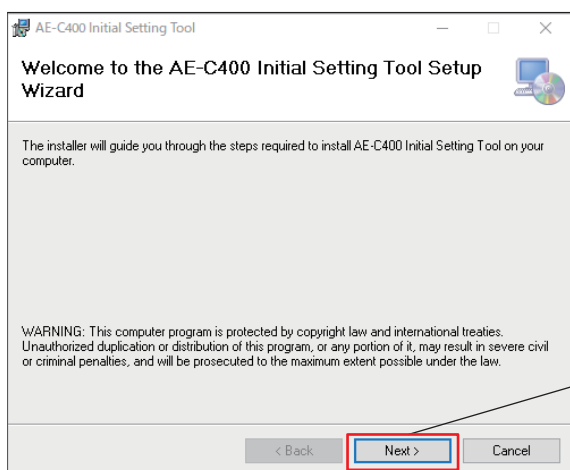 AE-C400 Initial Setting Tool
Welcome to the AE-C400 Initial Setting Tool Setup
Wizard
The installer will guide you through the steps required to install AE-C400 Initial Setting Tool on your
computer.
WARNING: This computer program is protected by copyright law and international treaties.
Unauthorized duplication or distribution of this program, or any portion of it, may result in severe civil
or criminal penalties, and will be prosecuted to the maximum extent possible under the law.
< Back Next > Cancel